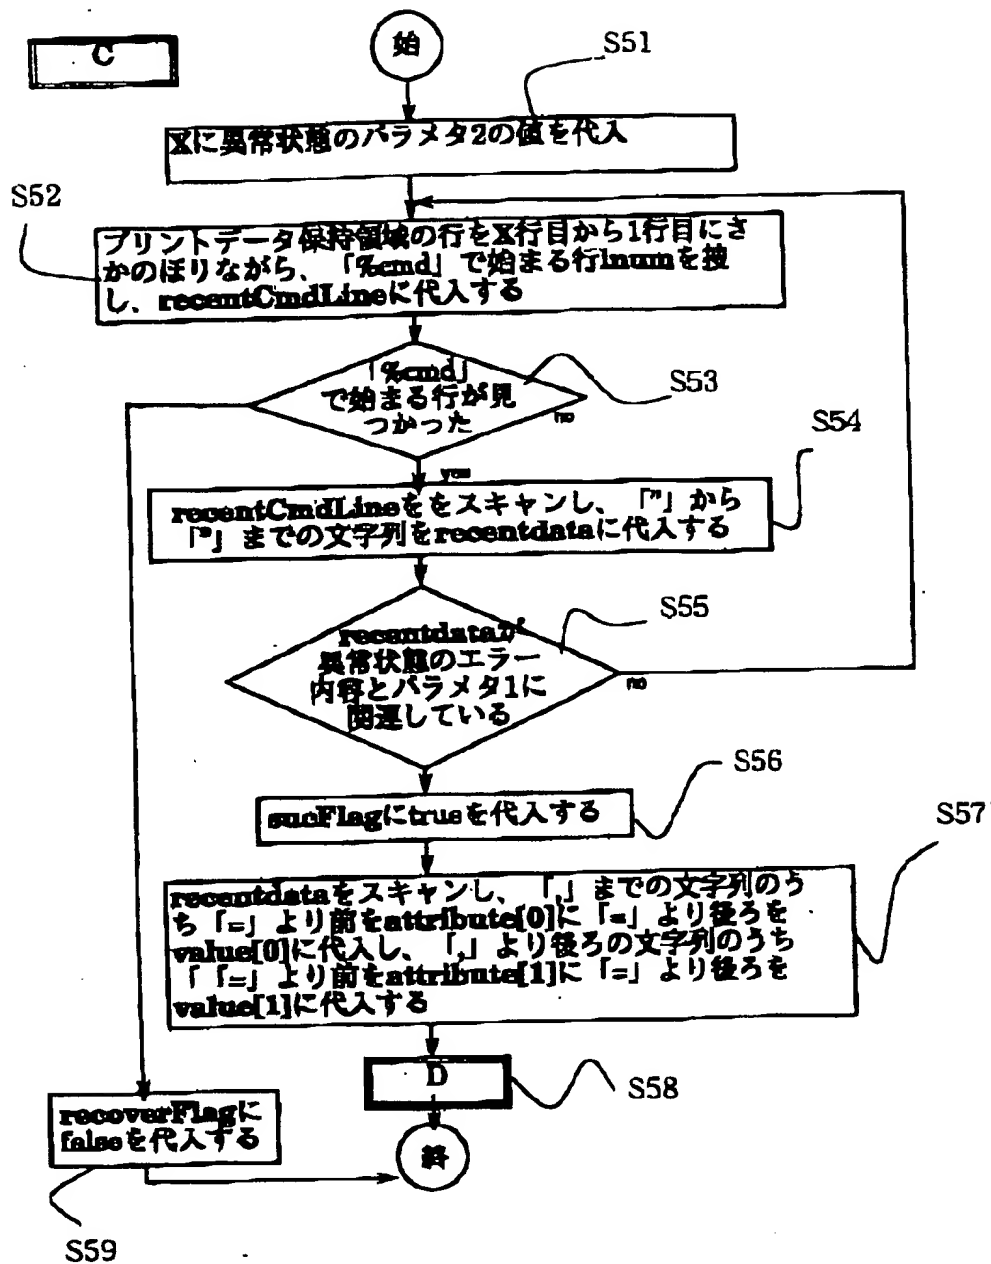 C
始
S51
Xに異常状態のパラメタ2の値を代入
S52
プリントデータ保持領域の行をX行目から1行目にさ
かのぼりながら、「%cmd」で始まる行lnumを捜
し、recentCmdLineに代入する
「%cmd」
で始まる行が見
つかった
S53
no
yes
S54
recentCmdLineををスキャンし、「"」から
「"」までの文字列をrecentdataに代入する
S55
recentdataが
異常状態のエラー
内容とパラメタ1に
関連している
no
S56
sucFlagにtrueを代入する
S57
recentdataをスキャンし、「,」までの文字列のう
ち「=」より前をattribute[0]に「=」より後ろを
value[0]に代入し、「,」より後ろの文字列のうち
「「=」より前をattribute[1]に「=」より後ろを
value[1]に代入する
D
S58
recoverFlagに
falseを代入する
終
S59